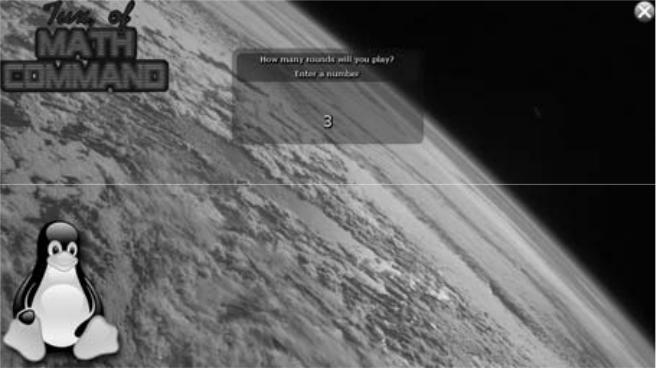 Tux, of
MATH
COMMAND
How many rounds will you play?
Enter a number
3